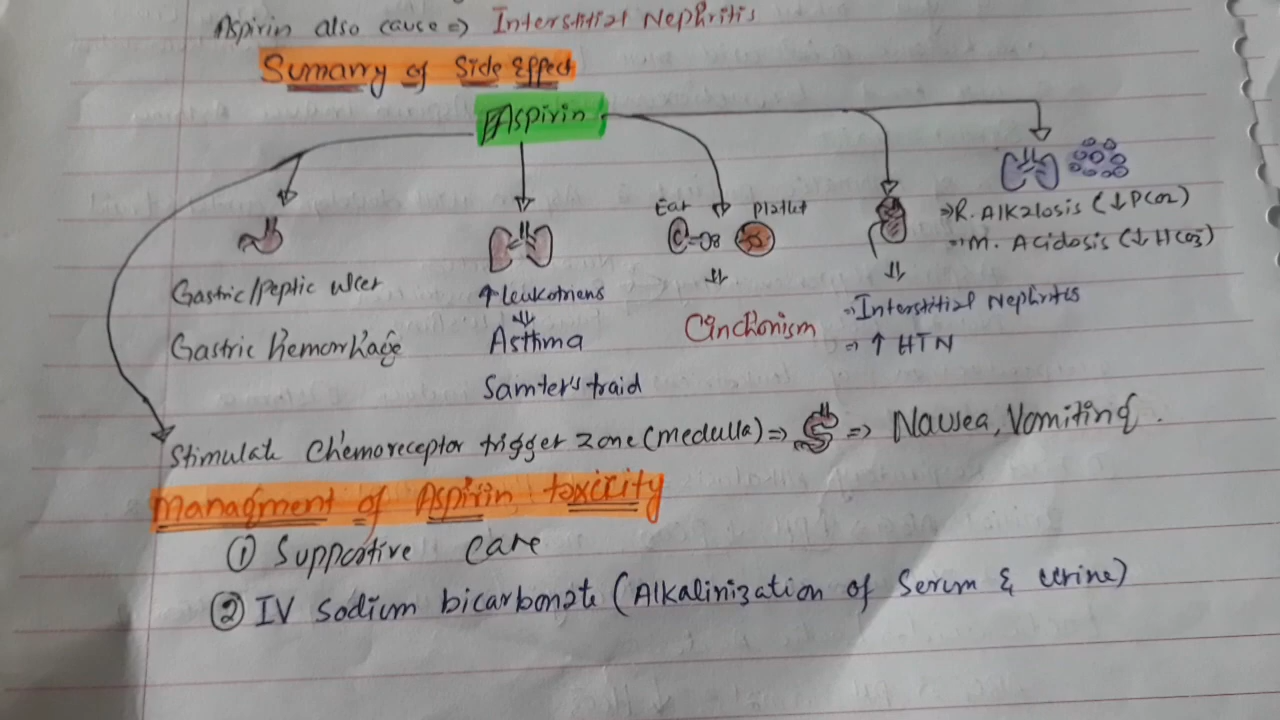 Aspirin also cause => Interstitial Nephritis
Sumarry of Side Effect
Aspirin
Ear Platlet
=> R. Alkalosis (↓ PCO2)
=> M. Acidosis (↓ HCO3-)
Gastric/Peptic ulcer
↑ leukotriens
=> Interstitial Nephritis
Cinchonism
Gastric hemorrhage
Asthma
=> ↑ HTN
Samter's traid
Stimulate Chemoreceptor trigger zone (medulla) => => Nausea, Vomiting.
Managment of Aspirin toxicity
① Supportive Care
② IV Sodium bicarbonate (Alkalinization of Serum & Urine)